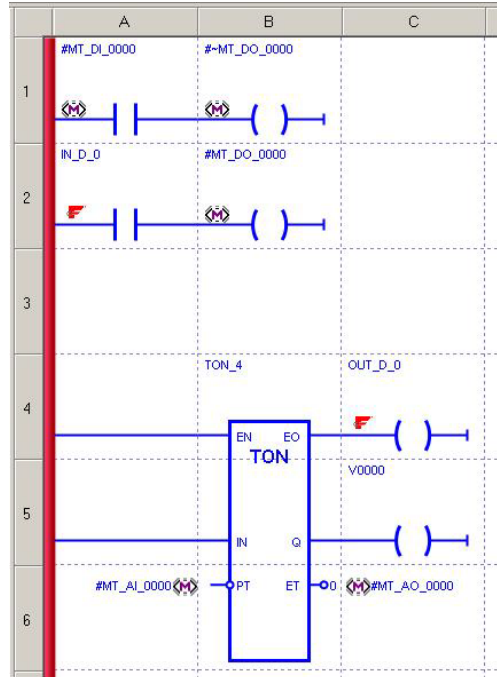 A B C
#MT_DI_0000 #~MT_DO_0000
1
M M
IN_D_0 #MT_DO_0000
2
F M
3
TON_4 OUT_D_0
4
F
EN EO
TON
V0000
5
IN Q
#MT_AI_0000 M PT ET 0 M #MT_AO_0000
6